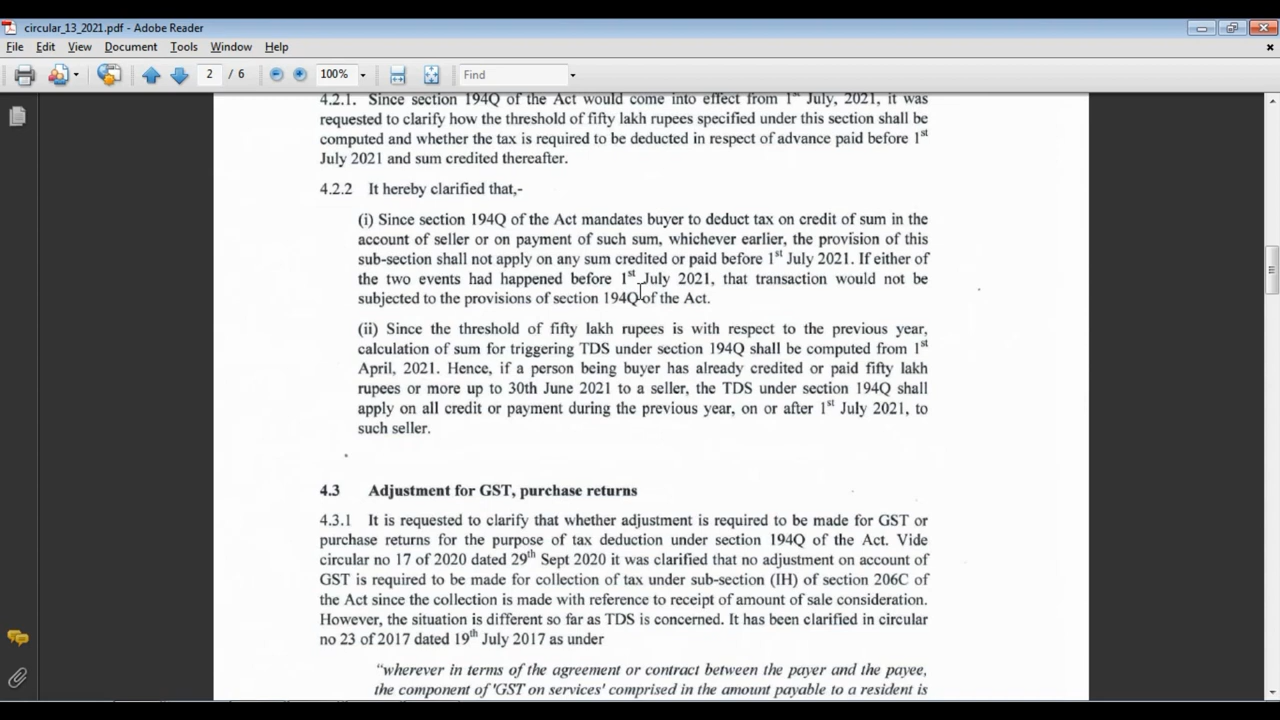 circular_13_2021.pdf - Adobe Reader
File Edit View Document Tools Window Help
2 / 6 100% Find
4.2.1. Since section 194Q of the Act would come into effect from 1st July, 2021, it was
requested to clarify how the threshold of fifty lakh rupees specified under this section shall be
computed and whether the tax is required to be deducted in respect of advance paid before 1st
July 2021 and sum credited thereafter.
4.2.2 It hereby clarified that,-
(i) Since section 194Q of the Act mandates buyer to deduct tax on credit of sum in the
account of seller or on payment of such sum, whichever earlier, the provision of this
sub-section shall not apply on any sum credited or paid before 1st July 2021. If either of
the two events had happened before 1st July 2021, that transaction would not be
subjected to the provisions of section 194Q of the Act.
(ii) Since the threshold of fifty lakh rupees is with respect to the previous year,
calculation of sum for triggering TDS under section 194Q shall be computed from 1st
April, 2021. Hence, if a person being buyer has already credited or paid fifty lakh
rupees or more up to 30th June 2021 to a seller, the TDS under section 194Q shall
apply on all credit or payment during the previous year, on or after 1st July 2021, to
such seller.
4.3 Adjustment for GST, purchase returns
4.3.1 It is requested to clarify that whether adjustment is required to be made for GST or
purchase returns for the purpose of tax deduction under section 194Q of the Act. Vide
circular no 17 of 2020 dated 29th Sept 2020 it was clarified that no adjustment on account of
GST is required to be made for collection of tax under sub-section (IH) of section 206C of
the Act since the collection is made with reference to receipt of amount of sale consideration.
However, the situation is different so far as TDS is concerned. It has been clarified in circular
no 23 of 2017 dated 19th July 2017 as under
"wherever in terms of the agreement or contract between the payer and the payee,
the component of 'GST on services' comprised in the amount payable to a resident is